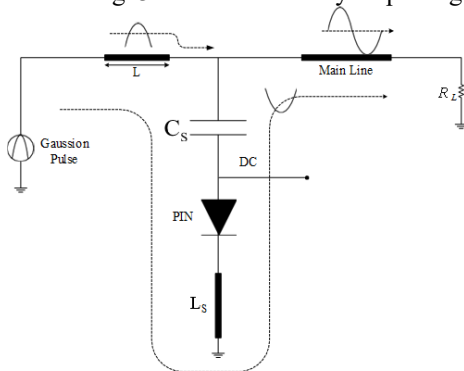 L
Main Line
R_L
C_S
Gaussion
Pulse
DC
PIN
L_S